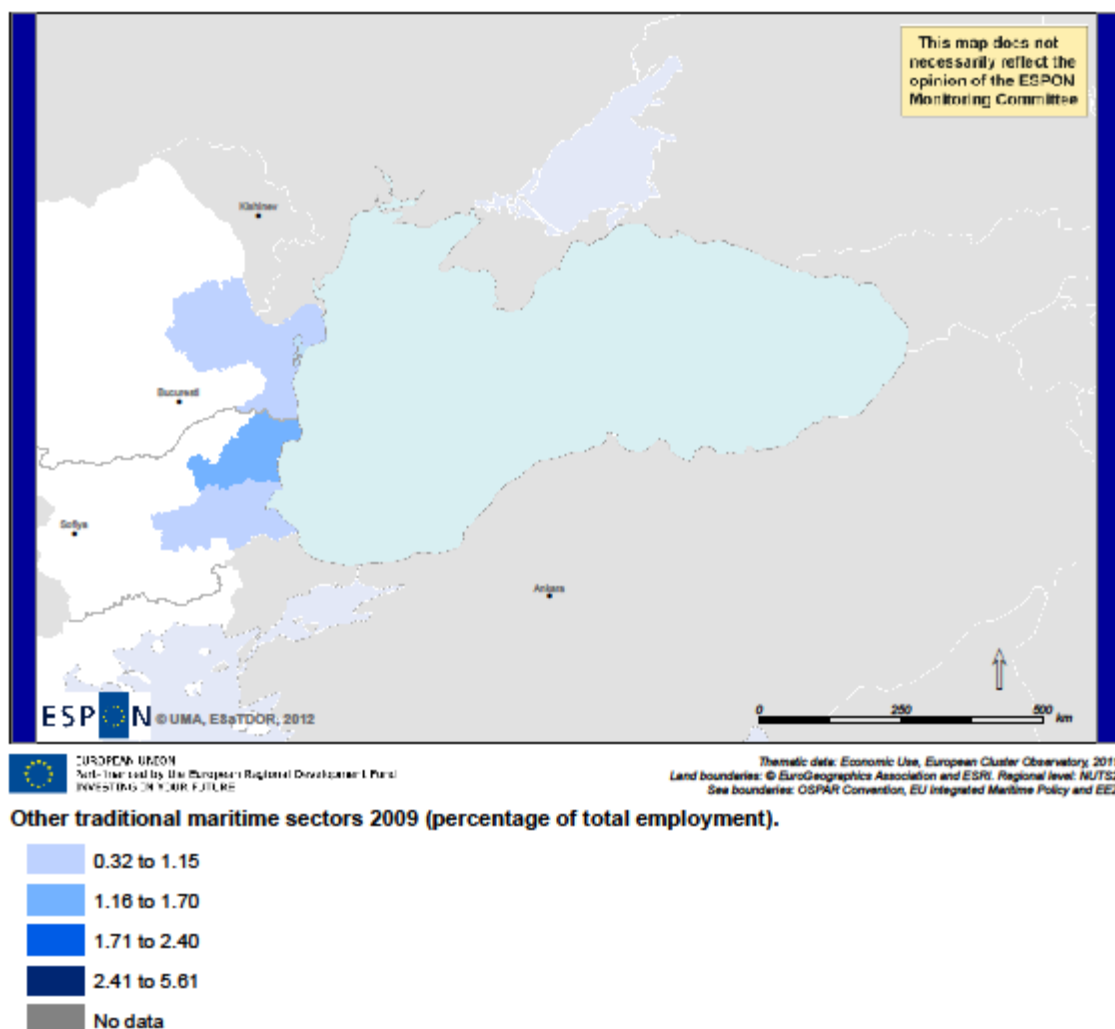 This map does not
necessarily reflect the
opinion of the ESPON
Monitoring Committee
Kishinev
Bucuresti
Sofiya
Ankara
ESPON © UMA, ESaTDOR, 2012
0 250 500
km
EUROPEAN UNION
Part-financed by the European Regional Development Fund
INVESTING IN YOUR FUTURE
Thematic data: Economic Use, European Cluster Observatory, 2011
Land boundaries: © EuroGeographics Association and ESRI. Regional level: NUTS2
Sea boundaries: OSPAR Convention, EU Integrated Maritime Policy and EEZ
Other traditional maritime sectors 2009 (percentage of total employment).
0.32 to 1.15
1.16 to 1.70
1.71 to 2.40
2.41 to 5.61
No data